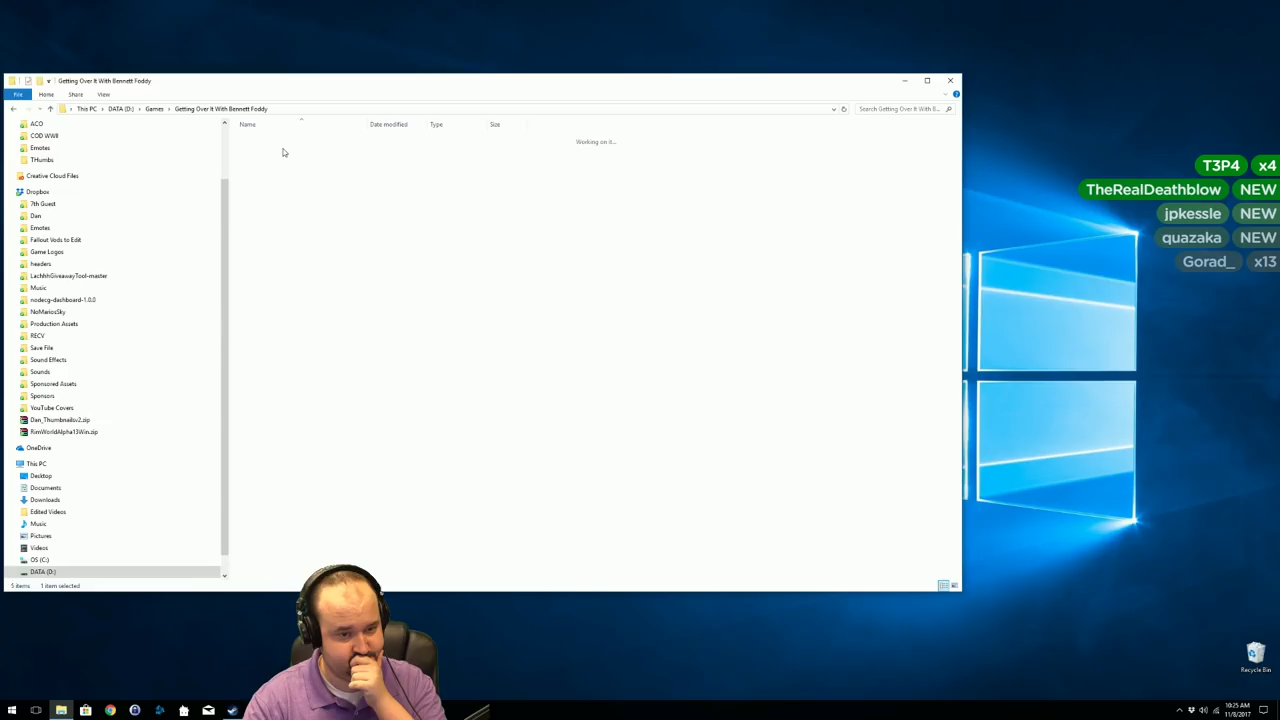 Getting Over It With Bennett Foddy
File Home Share View
This PC DATA (D:) Games Getting Over It With Bennett Foddy
Search Getting Over It With B...
Name Date modified Type Size
Working on it...
ACO
COD WWII
Emotes
THumbs
Creative Cloud Files
Dropbox
7th Guest
Dan
Emotes
Fallout Vods to Edit
Game Logos
headers
LachhhGiveawayTool-master
Music
nodecg-dashboard-1.0.0
NoMariosSky
Production Assets
RECV
Save File
Sound Effects
Sounds
Sponsored Assets
Sponsors
YouTube Covers
Dan_Thumbnailsv2.zip
RimWorldAlpha13Win.zip
OneDrive
This PC
Desktop
Documents
Downloads
Edited Videos
Music
Pictures
Videos
OS (C:)
DATA (D:)
5 items 1 item selected
T3P4 x4
TheRealDeathblow NEW
jpkessle NEW
quazaka NEW
Gorad_ x13
Recycle Bin
10:25 AM
11/8/2017